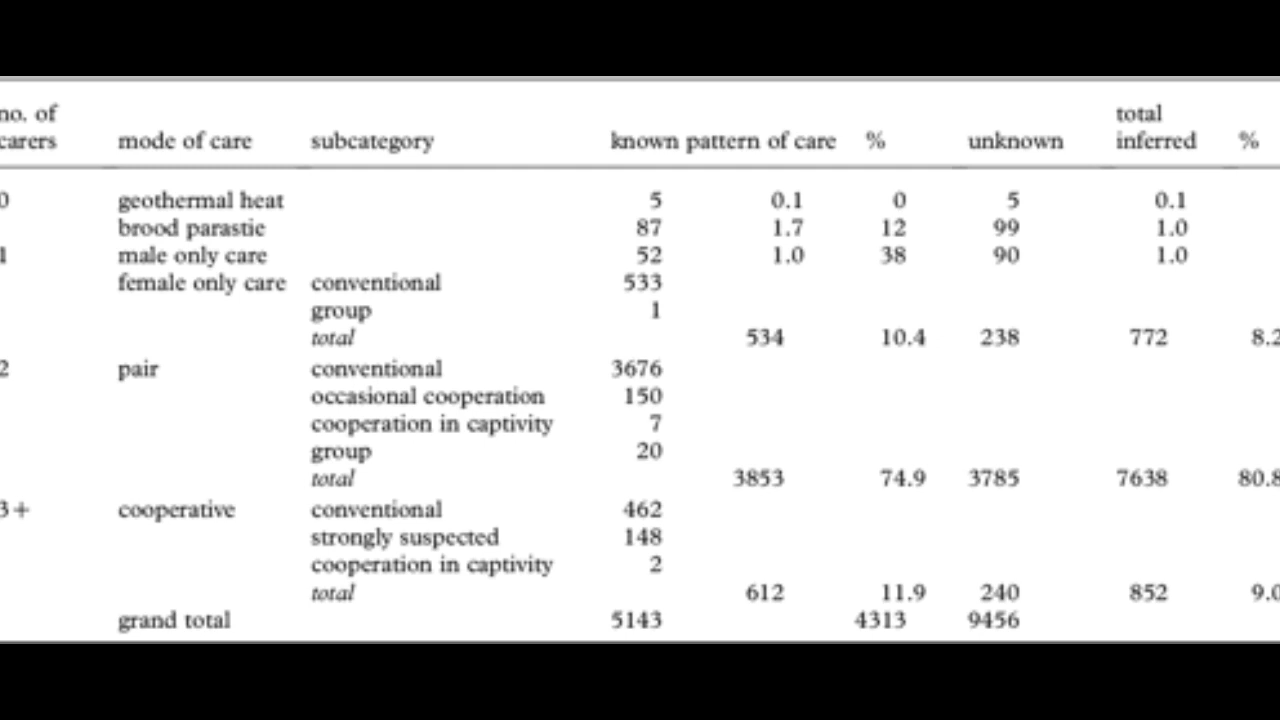 no. of total
carers mode of care subcategory known pattern of care % unknown inferred %
0 geothermal heat 5 0.1 0 5 0.1
brood parastie 87 1.7 12 99 1.0
1 male only care 52 1.0 38 90 1.0
female only care conventional 533
group 1
total 534 10.4 238 772 8.2
2 pair conventional 3676
occasional cooperation 150
cooperation in captivity 7
group 20
total 3853 74.9 3785 7638 80.8
3+ cooperative conventional 462
strongly suspected 148
cooperation in captivity 2
total 612 11.9 240 852 9.0
grand total 5143 4313 9456